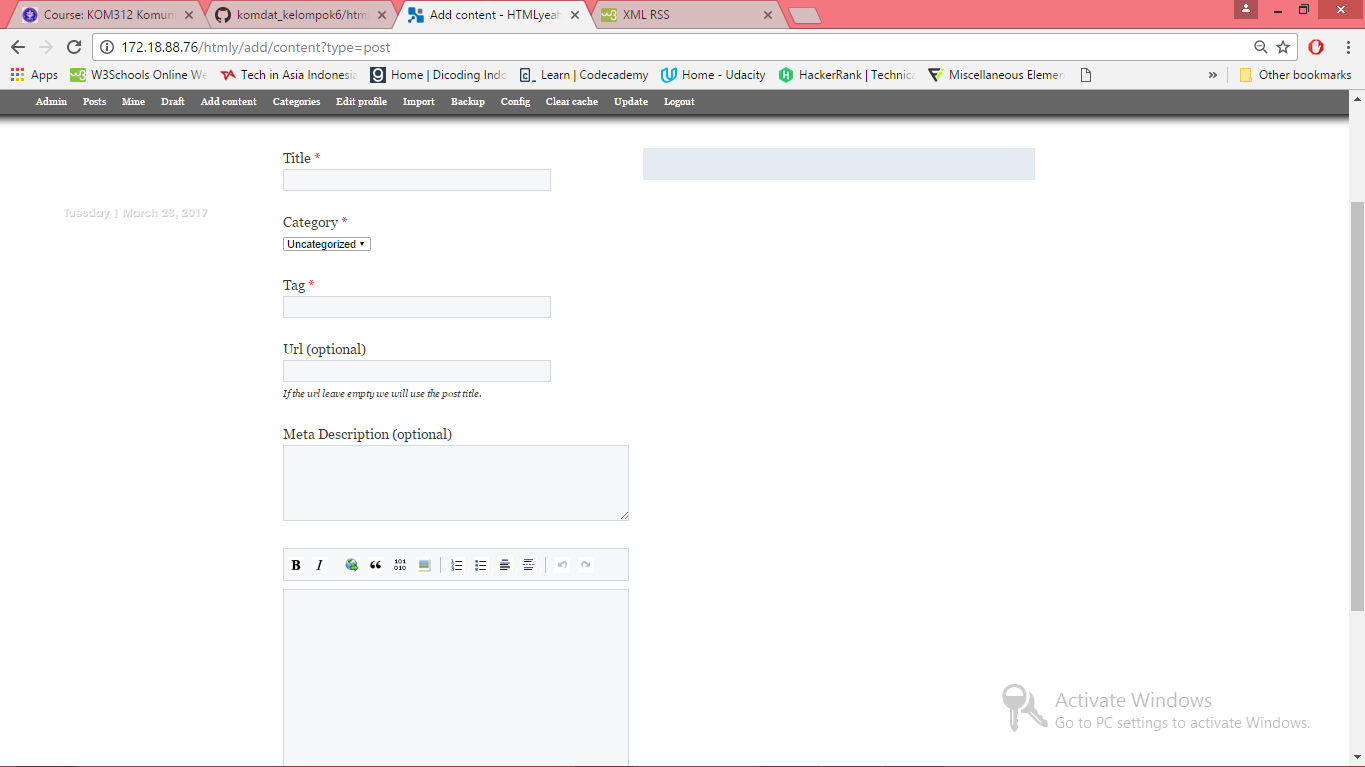 Course: KOM312 Komun
komdat_kelompok6/htm
Add content - HTMLyeah
XML RSS
172.18.88.76/htmly/add/content?type=post
Apps
W3Schools Online We
Tech in Asia Indonesia
Home | Dicoding Indo
Learn | Codecademy
Home - Udacity
HackerRank | Technica
Miscellaneous Elemen
»
Other bookmarks
Admin Posts Mine Draft Add content Categories Edit profile Import Backup Config Clear cache Update Logout
Tuesday | March 28, 2017
Title *
Category *
Uncategorized
Tag *
Url (optional)
If the url leave empty we will use the post title.
Meta Description (optional)
B I “ 101 010
Activate Windows
Go to PC settings to activate Windows.